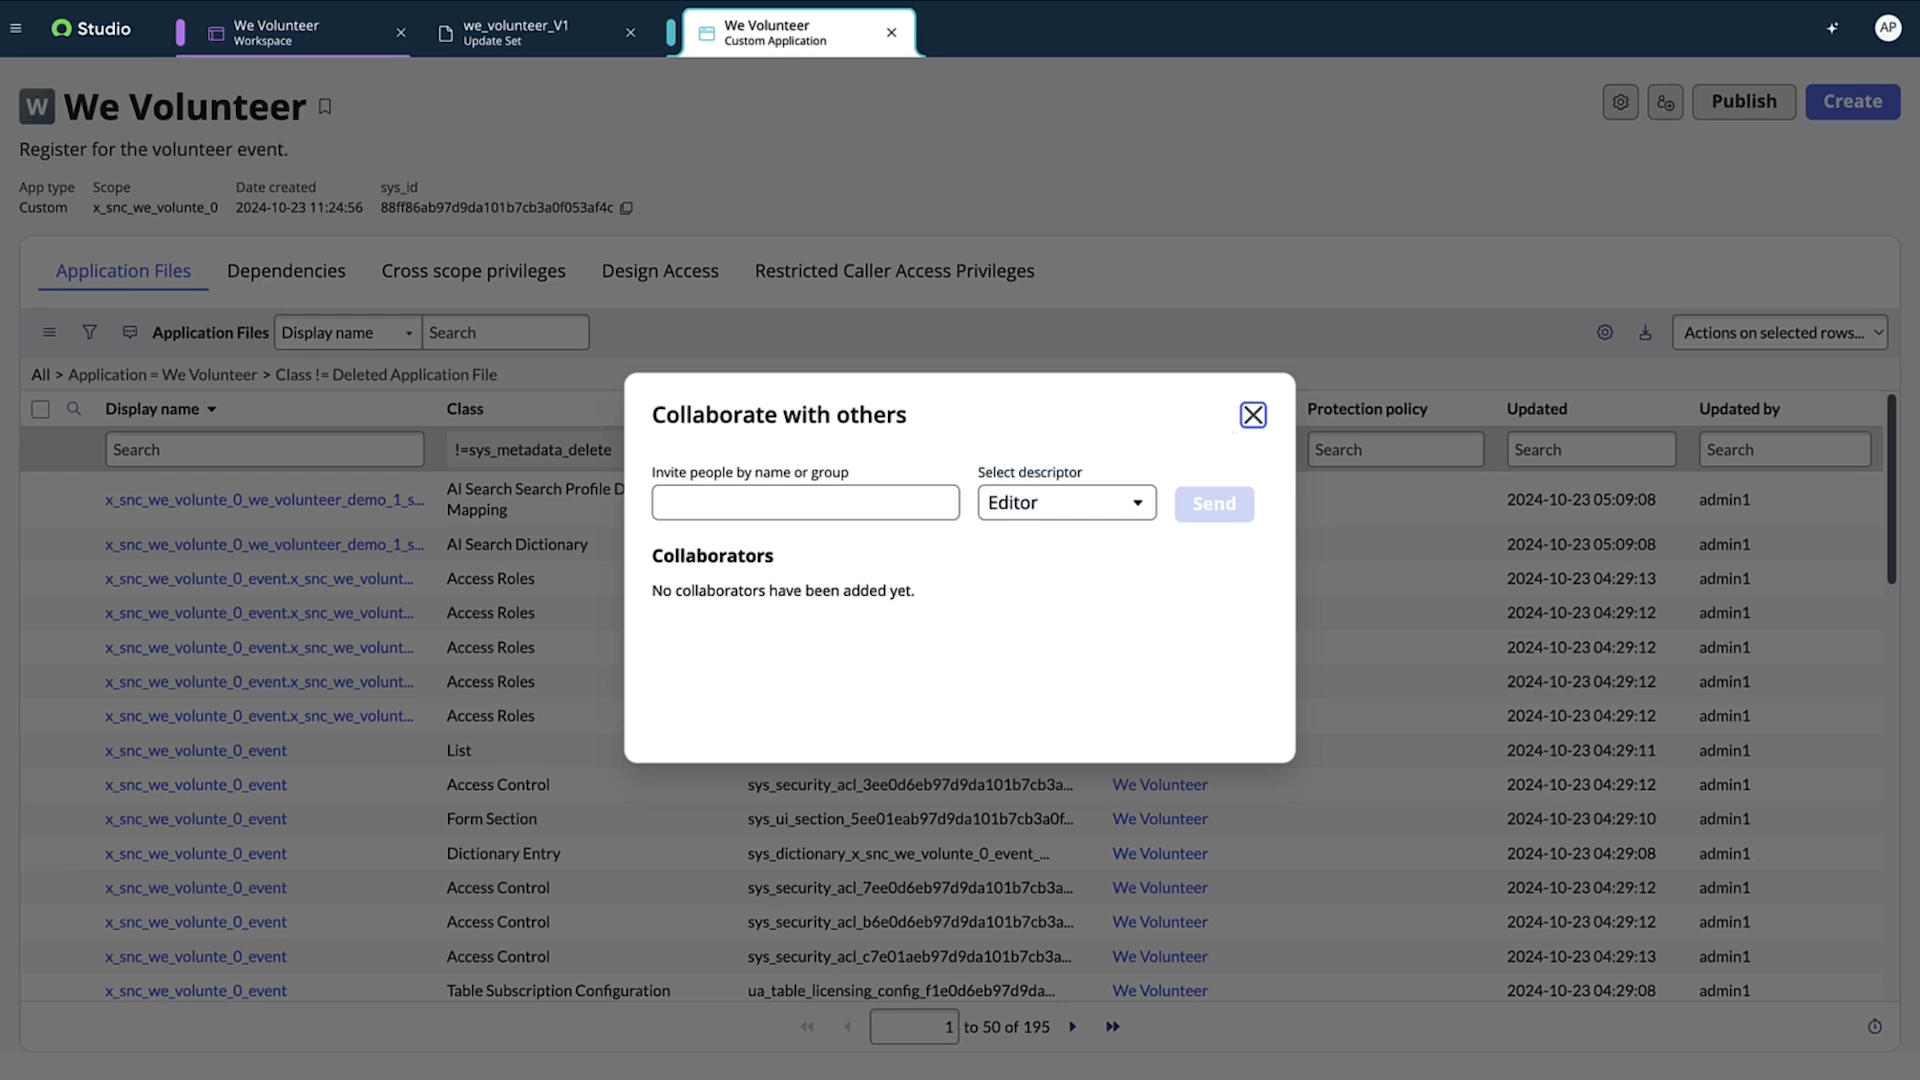 Studio
We Volunteer
Workspace
we_volunteer_V1
Update Set
We Volunteer
Custom Application
AP
W We Volunteer
Publish
Create
Register for the volunteer event.
App type Scope Date created sys_id
Custom x_snc_we_volunte_0 2024-10-23 11:24:56 88ff86ab97d9da101b7cb3a0f053af4c
Application Files Dependencies Cross scope privileges Design Access Restricted Caller Access Privileges
Application Files Display name Search Actions on selected rows...
All > Application = We Volunteer > Class != Deleted Application File
Display name Class Protection policy Updated Updated by
Search !=sys_metadata_delete Search Search Search
Collaborate with others
Invite people by name or group Select descriptor
Editor Send
Collaborators
No collaborators have been added yet.
x_snc_we_volunte_0_we_volunteer_demo_1_s... AI Search Search Profile D 2024-10-23 05:09:08 admin1
Mapping
x_snc_we_volunte_0_we_volunteer_demo_1_s... AI Search Dictionary 2024-10-23 05:09:08 admin1
x_snc_we_volunte_0_event.x_snc_we_volunt... Access Roles 2024-10-23 04:29:13 admin1
x_snc_we_volunte_0_event.x_snc_we_volunt... Access Roles 2024-10-23 04:29:12 admin1
x_snc_we_volunte_0_event.x_snc_we_volunt... Access Roles 2024-10-23 04:29:12 admin1
x_snc_we_volunte_0_event.x_snc_we_volunt... Access Roles 2024-10-23 04:29:12 admin1
x_snc_we_volunte_0_event.x_snc_we_volunt... Access Roles 2024-10-23 04:29:12 admin1
x_snc_we_volunte_0_event List 2024-10-23 04:29:11 admin1
x_snc_we_volunte_0_event Access Control sys_security_acl_3ee0d6eb97d9da101b7cb3a... We Volunteer 2024-10-23 04:29:12 admin1
x_snc_we_volunte_0_event Form Section sys_ui_section_5ee01eab97d9da101b7cb3a0f... We Volunteer 2024-10-23 04:29:10 admin1
x_snc_we_volunte_0_event Dictionary Entry sys_dictionary_x_snc_we_volunte_0_event_... We Volunteer 2024-10-23 04:29:08 admin1
x_snc_we_volunte_0_event Access Control sys_security_acl_7ee0d6eb97d9da101b7cb3a... We Volunteer 2024-10-23 04:29:12 admin1
x_snc_we_volunte_0_event Access Control sys_security_acl_b6e0d6eb97d9da101b7cb3a... We Volunteer 2024-10-23 04:29:12 admin1
x_snc_we_volunte_0_event Access Control sys_security_acl_c7e01aeb97d9da101b7cb3a... We Volunteer 2024-10-23 04:29:13 admin1
x_snc_we_volunte_0_event Table Subscription Configuration ua_table_licensing_config_f1e0d6eb97d9da... We Volunteer 2024-10-23 04:29:08 admin1
1 to 50 of 195